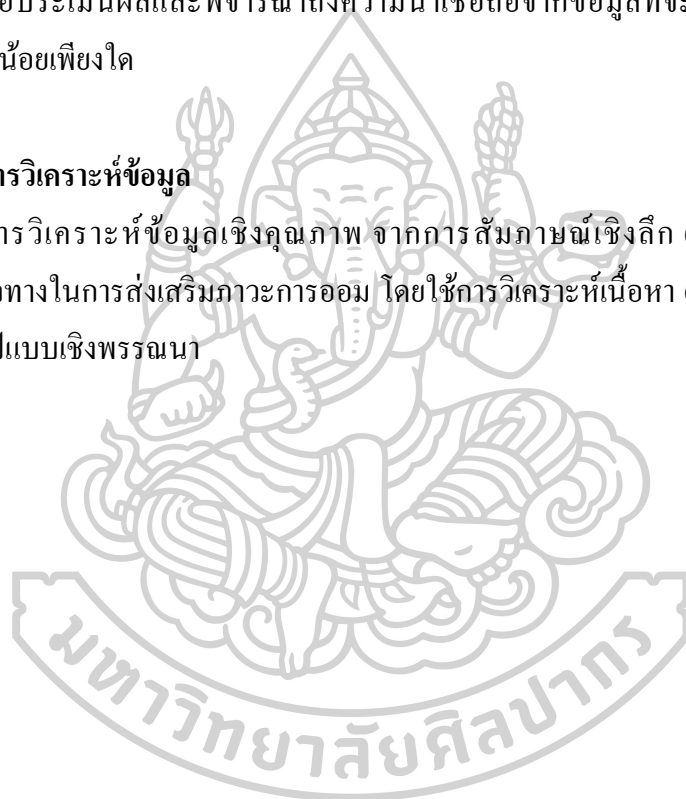 อประเมินผลและพิจารณาถึงความน่าเชื่อถือจากข้อมูลที่จะ
น้อยเพียงใด
ารวิเคราะห์ข้อมูล
ารวิเคราะห์ข้อมูลเชิงคุณภาพ จากการสัมภาษณ์เชิงลึก (
วทางในการส่งเสริมภาวะการออม โดยใช้การวิเคราะห์เนื้อหา (
ปแบบเชิงพรรณนา
มหาวิทยาลัยศิลปากร